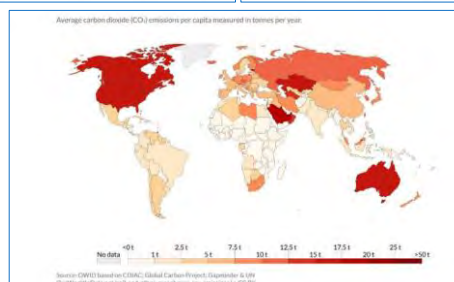 Average carbon dioxide (CO₂) emissions per capita measured in tonnes per year.
No data <0 t 1 t 2.5 t 5 t 7.5 t 10 t 12.5 t 15 t 17.5 t 20 t 25 t >50 t
Source: OWID based on CDIAC; Global Carbon Project; Gapminder & UN